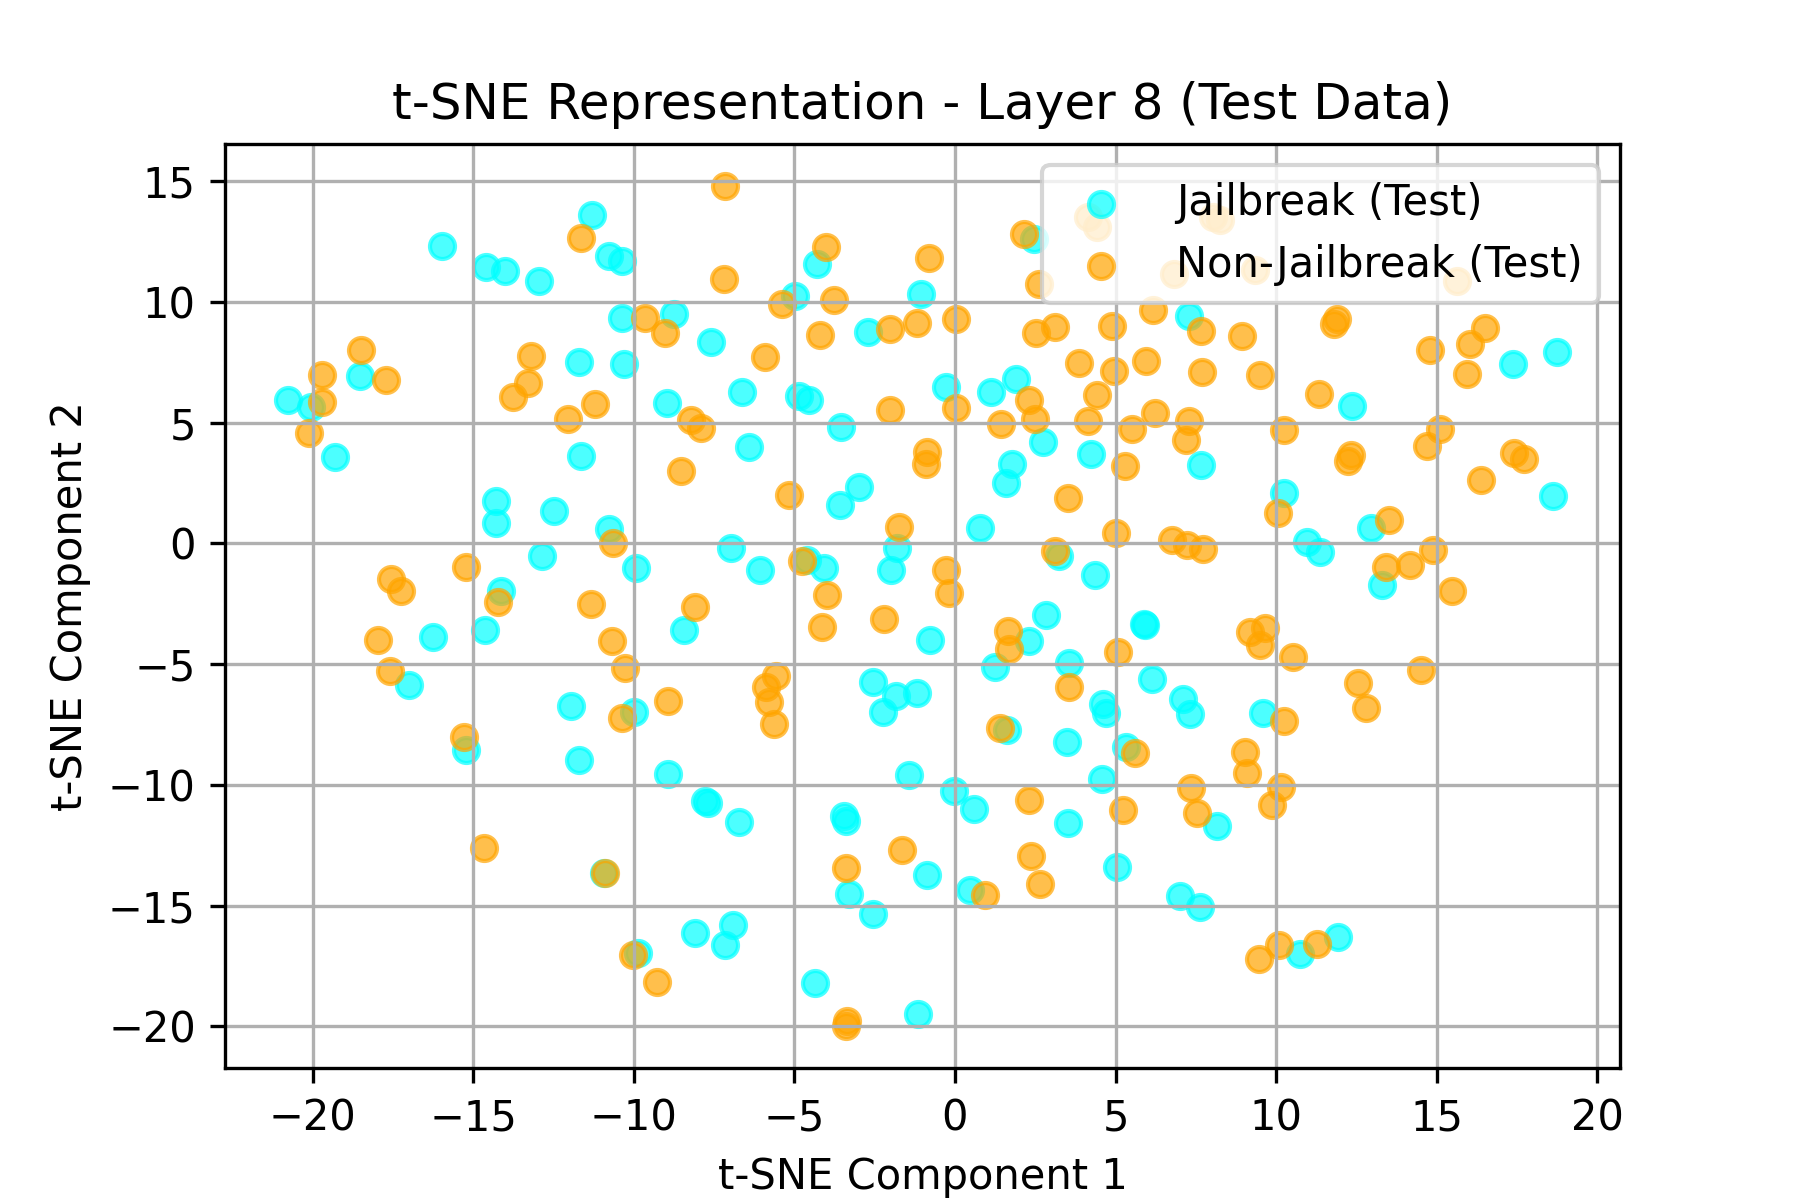 t-SNE Representation - Layer 8 (Test Data)
Jailbreak (Test)
Non-Jailbreak (Test)
15
10
5
0
−5
−10
−15
−20
t-SNE Component 2
−20 −15 −10 −5 0 5 10 15 20
t-SNE Component 1